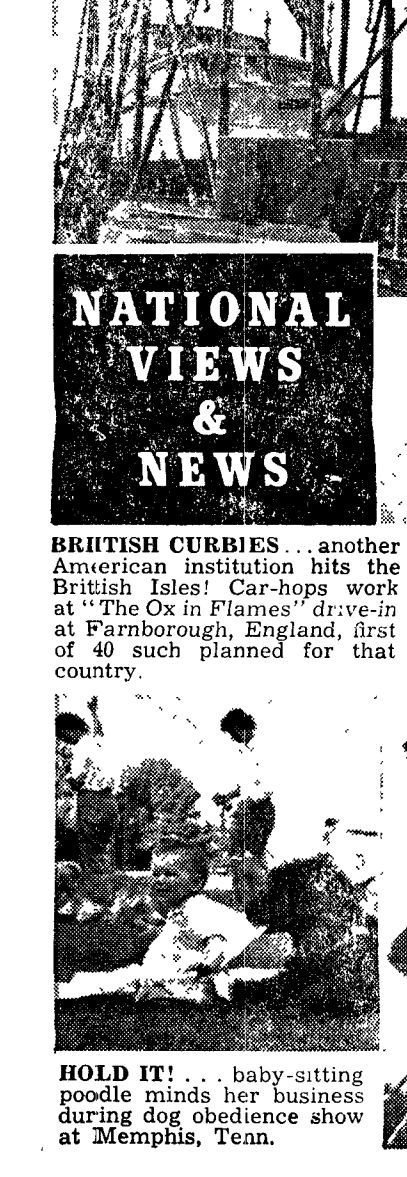 NATIONAL
VIEWS
&
NEWS
BRITISH CURBIES... another
American institution hits the
British Isles! Car-hops work
at "The Ox in Flames" drive-in
at Farnborough, England, first
of 40 such planned for that
country.
HOLD IT! . . . baby-sitting
poodle minds her business
during dog obedience show
at Memphis, Tenn.